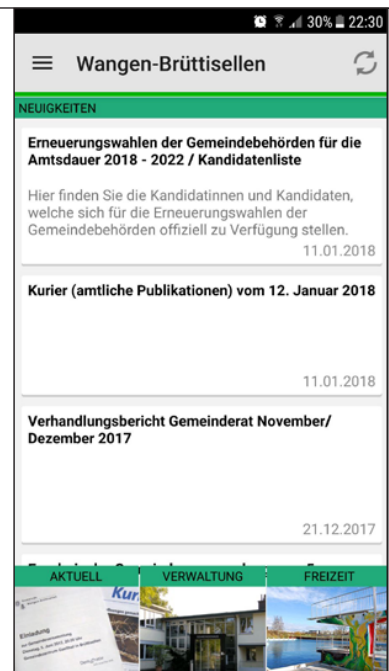 30% 22:30
Wangen-Brüttisellen
NEUIGKEITEN
Erneuerungswahlen der Gemeindebehörden für die
Amtsdauer 2018 - 2022 / Kandidatenliste
Hier finden Sie die Kandidatinnen und Kandidaten,
welche sich für die Erneuerungswahlen der
Gemeindebehörden offiziell zu Verfügung stellen.
11.01.2018
Kurier (amtliche Publikationen) vom 12. Januar 2018
11.01.2018
Verhandlungsbericht Gemeinderat November/
Dezember 2017
21.12.2017
AKTUELL VERWALTUNG FREIZEIT
Kur
Einladung